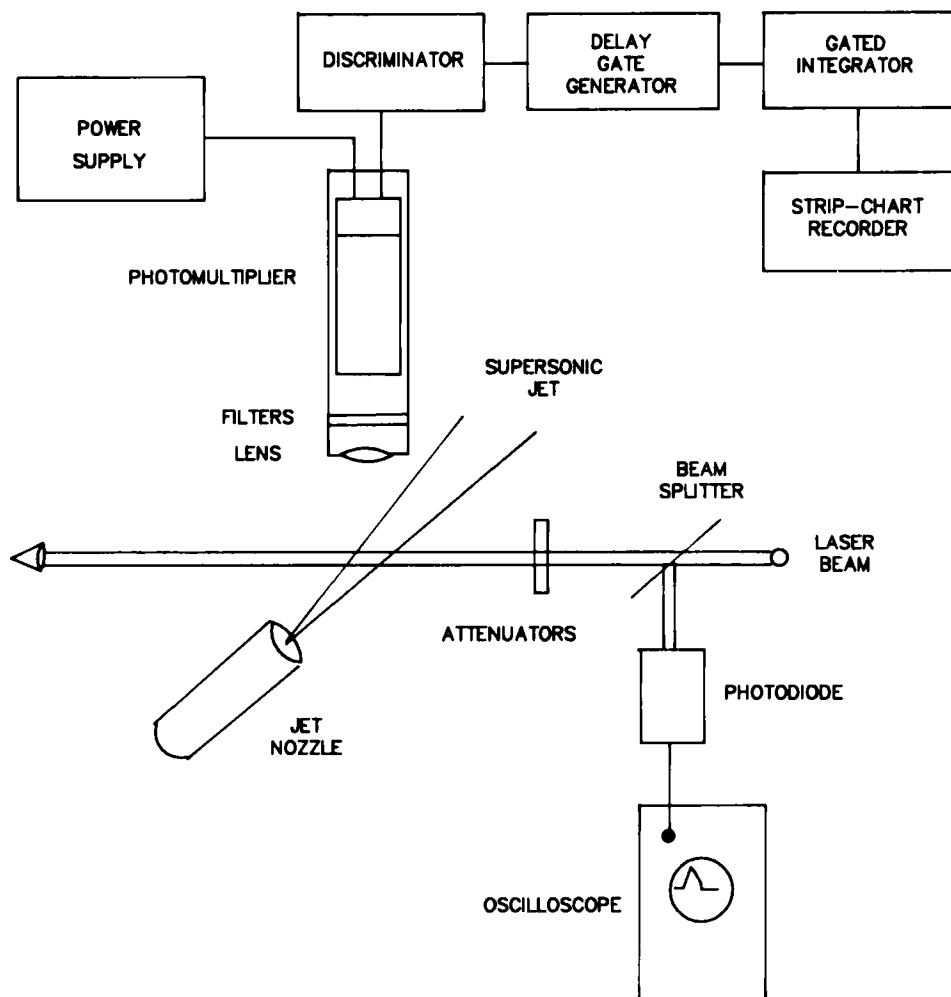 DISCRIMINATOR
DELAY
GATE
GENERATOR
GATED
INTEGRATOR
POWER
SUPPLY
STRIP-CHART
RECORDER
PHOTOMULTIPLIER
SUPERSONIC
JET
FILTERS
LENS
BEAM
SPLITTER
LASER
BEAM
ATTENUATORS
PHOTODIODE
JET
NOZZLE
OSCILLOSCOPE